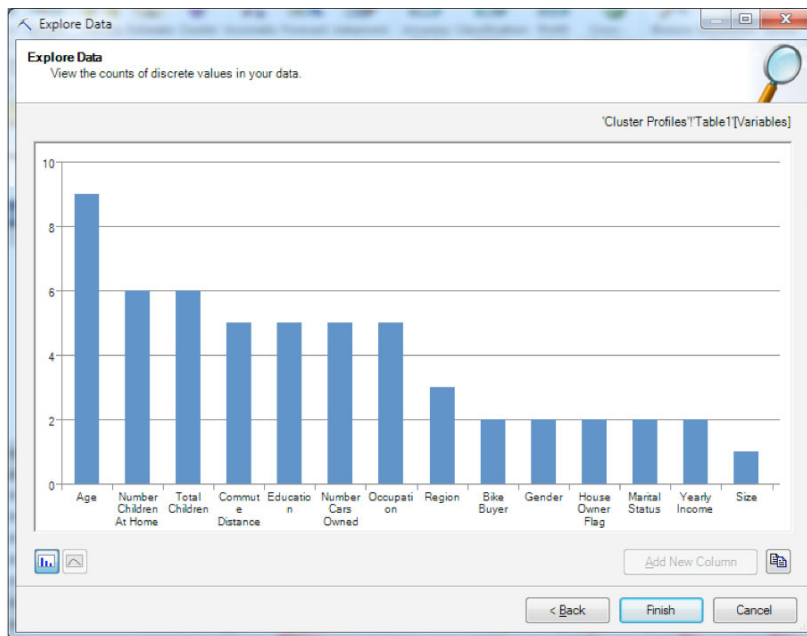 Explore Data
Explore Data
View the counts of discrete values in your data.
'Cluster Profiles'!'Table1'[Variables]
10
8
6
4
2
0
Age
Number
Children
At Home
Total
Children
Commut
e
Distance
Educatio
n
Number
Cars
Owned
Occupati
on
Region
Bike
Buyer
Gender
House
Owner
Flag
Marital
Status
Yearly
Income
Size
Add New Column
< Back
Finish
Cancel